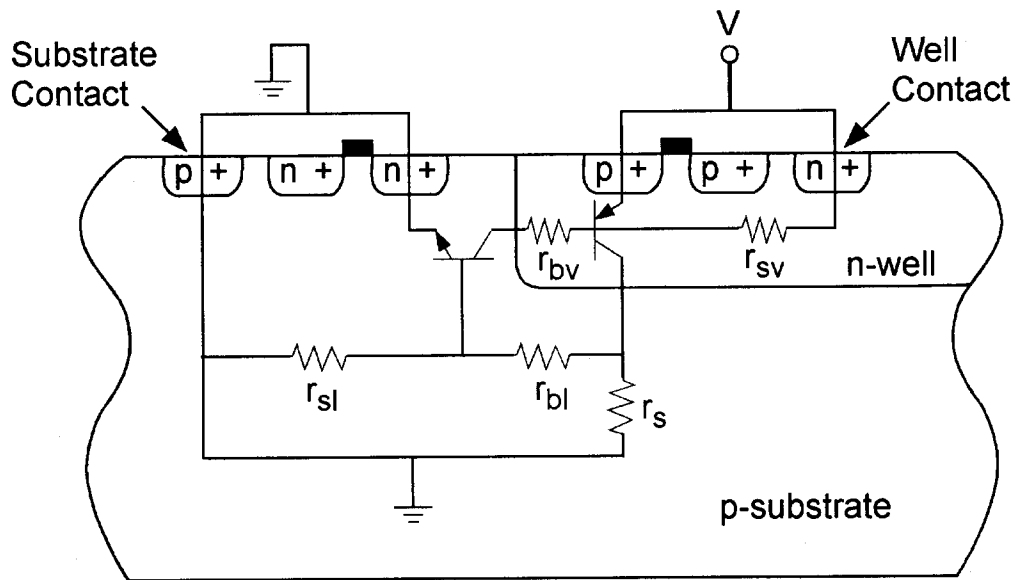 Substrate
Contact
V
Well
Contact
p +
n +
n +
p +
p +
n +
r_bv
r_sv
n-well
r_sl
r_bl
r_s
p-substrate